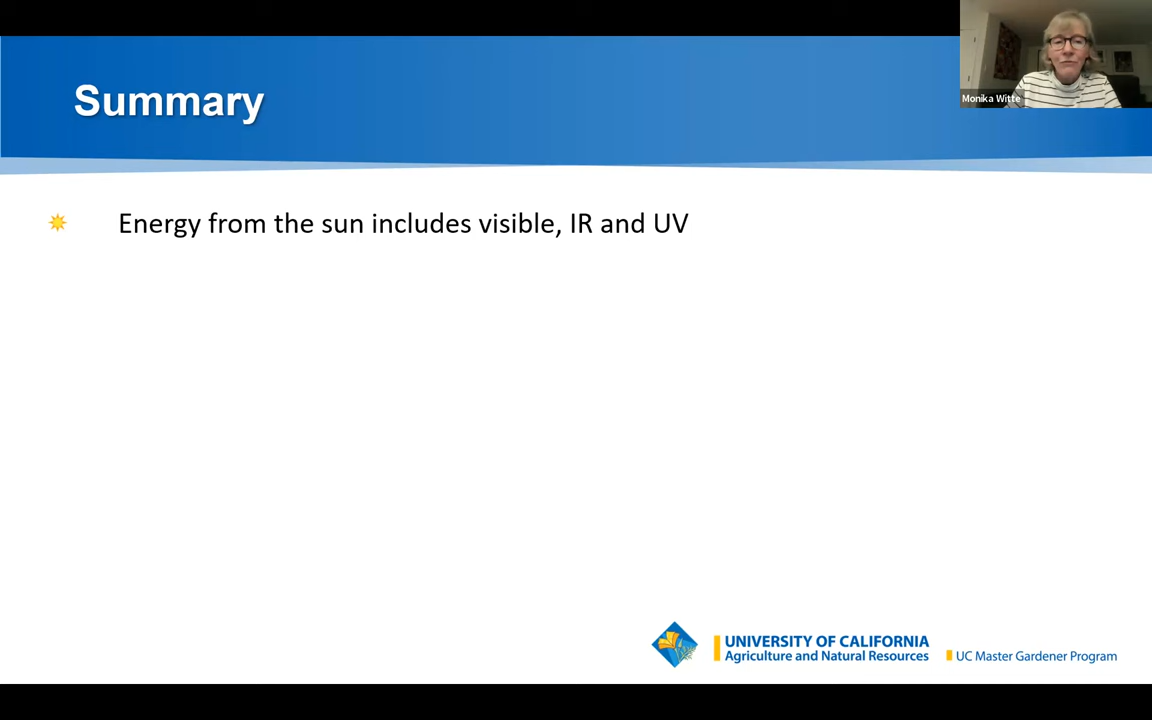 Summary
Monika Witte
Energy from the sun includes visible, IR and UV
UNIVERSITY OF CALIFORNIA
Agriculture and Natural Resources
UC Master Gardener Program